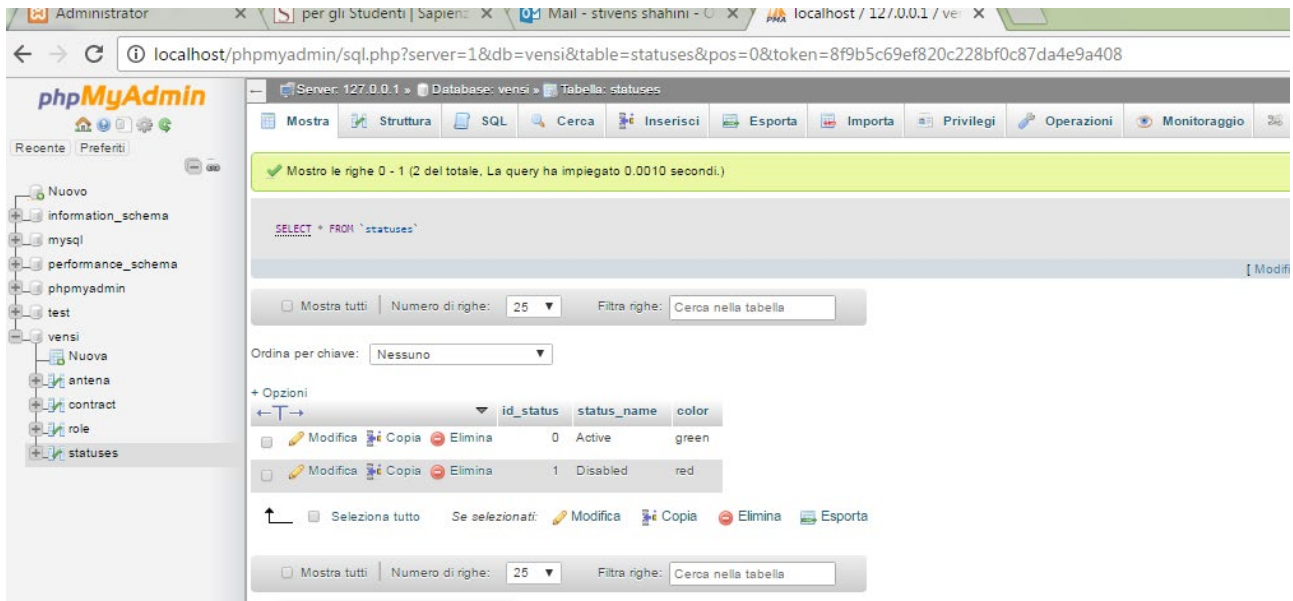 Administrator per gli Studenti | Sapienz Mail - stivens shahini - O localhost / 127.0.0.1 / ve
localhost/phpmyadmin/sql.php?server=1&db=vensi&table=statuses&pos=0&token=8f9b5c69ef820c228bf0c87da4e9a408
phpMyAdmin
Recente Preferiti
Nuovo
information_schema
mysql
performance_schema
phpmyadmin
test
vensi
Nuova
antena
contract
role
statuses
Server: 127.0.0.1 » Database: vensi » Tabella: statuses
Mostra Struttura SQL Cerca Inserisci Esporta Importa Privilegi Operazioni Monitoraggio
Mostro le righe 0 - 1 (2 del totale, La query ha impiegato 0.0010 secondi.)
SELECT * FROM `statuses`
[ Modifi
Mostra tutti | Numero di righe: 25 Filtra righe: Cerca nella tabella
Ordina per chiave: Nessuno
+ Opzioni
←T→ id_status status_name color
Modifica Copia Elimina 0 Active green
Modifica Copia Elimina 1 Disabled red
Seleziona tutto Se selezionati: Modifica Copia Elimina Esporta
Mostra tutti | Numero di righe: 25 Filtra righe: Cerca nella tabella